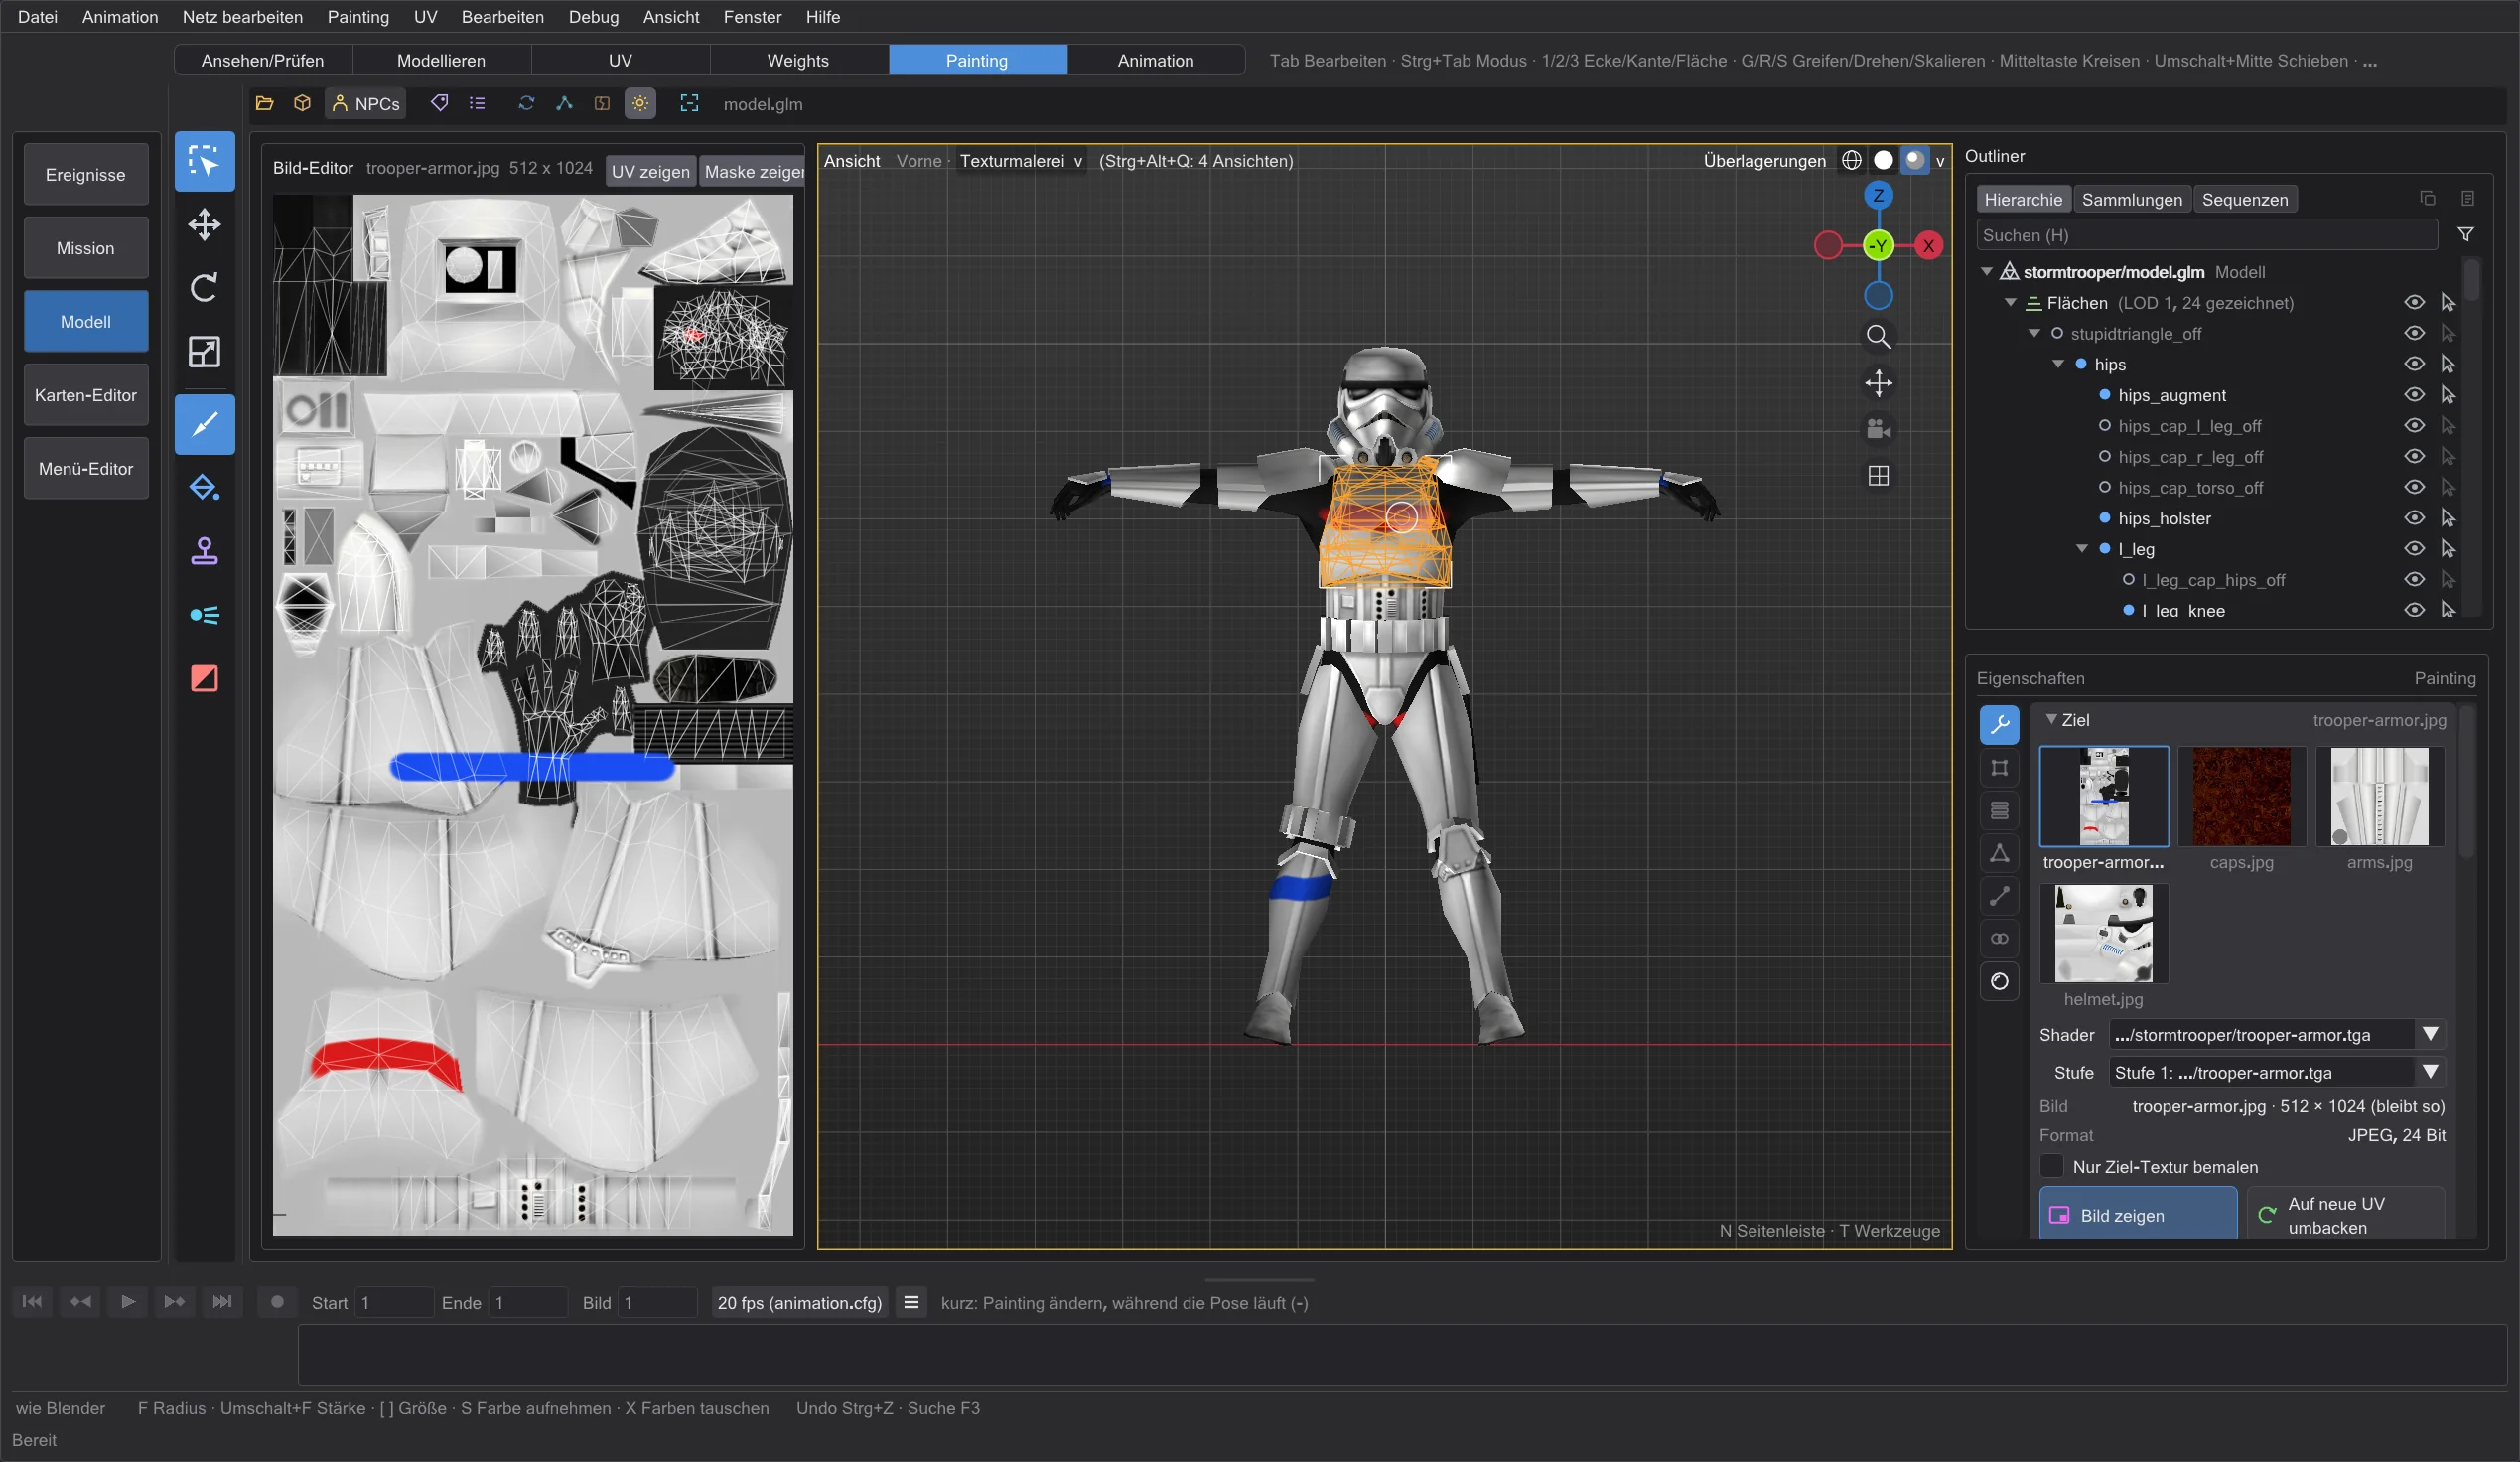 Datei Animation Netz bearbeiten Painting UV Bearbeiten Debug Ansicht Fenster Hilfe
Ansehen/Prüfen Modellieren UV Weights Painting Animation Tab Bearbeiten · Strg+Tab Modus · 1/2/3 Ecke/Kante/Fläche · G/R/S Greifen/Drehen/Skalieren · Mitteltaste Kreisen · Umschalt+Mitte Schieben · ...
NPCs model.glm
Ereignisse
Mission
Modell
Karten-Editor
Menü-Editor
Bild-Editor trooper-armor.jpg 512 x 1024 UV zeigen Maske zeigen
Ansicht Vorne · Texturmalerei v (Strg+Alt+Q: 4 Ansichten) Überlagerungen v
Z
-Y X
N Seitenleiste · T Werkzeuge
Outliner
Hierarchie Sammlungen Sequenzen
Suchen (H)
stormtrooper/model.glm Modell
Flächen (LOD 1, 24 gezeichnet)
stupidtriangle_off
hips
hips_augment
hips_cap_l_leg_off
hips_cap_r_leg_off
hips_cap_torso_off
hips_holster
l_leg
l_leg_cap_hips_off
l_leg_knee
Eigenschaften Painting
Ziel trooper-armor.jpg
trooper-armor... caps.jpg arms.jpg
helmet.jpg
Shader .../stormtrooper/trooper-armor.tga
Stufe Stufe 1: .../trooper-armor.tga
Bild trooper-armor.jpg · 512 × 1024 (bleibt so)
Format JPEG, 24 Bit
Nur Ziel-Textur bemalen
Bild zeigen Auf neue UV
umbacken
Start 1 Ende 1 Bild 1 20 fps (animation.cfg) kurz: Painting ändern, während die Pose läuft (-)
wie Blender F Radius · Umschalt+F Stärke · [ ] Größe · S Farbe aufnehmen · X Farben tauschen Undo Strg+Z · Suche F3
Bereit